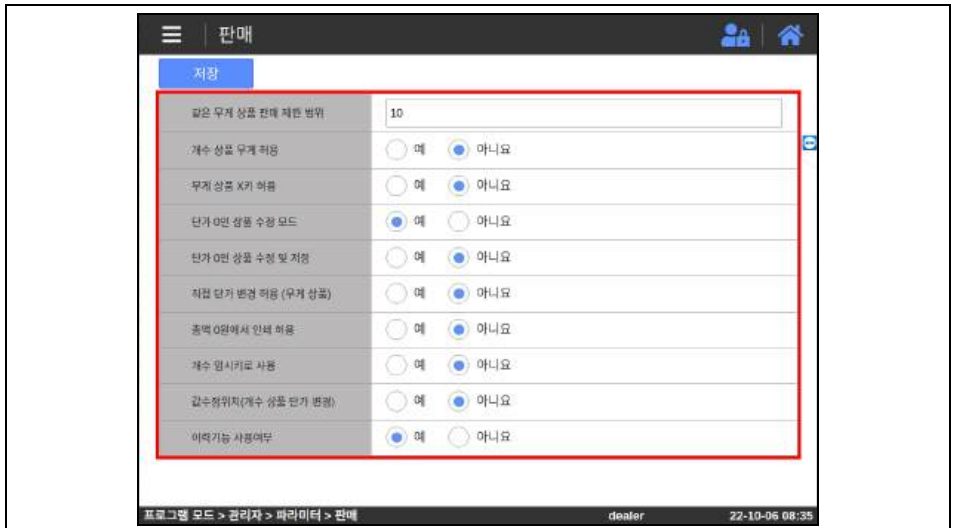 판매
저장
같은 무게 상품 판매 제한 범위 10
개수 상품 무게 허용 예 아니요
무게 상품 X키 허용 예 아니요
단가 0인 상품 수정 모드 예 아니요
단가 0인 상품 수정 및 저장 예 아니요
직접 단가 변경 허용 (무게 상품) 예 아니요
총액 0원에서 인쇄 허용 예 아니요
개수 임시키로 사용 예 아니요
값수정위치(개수 상품 단가 변경) 예 아니요
이력기능 사용여부 예 아니요
프로그램 모드 > 관리자 > 파라미터 > 판매 dealer 22-10-06 08:35